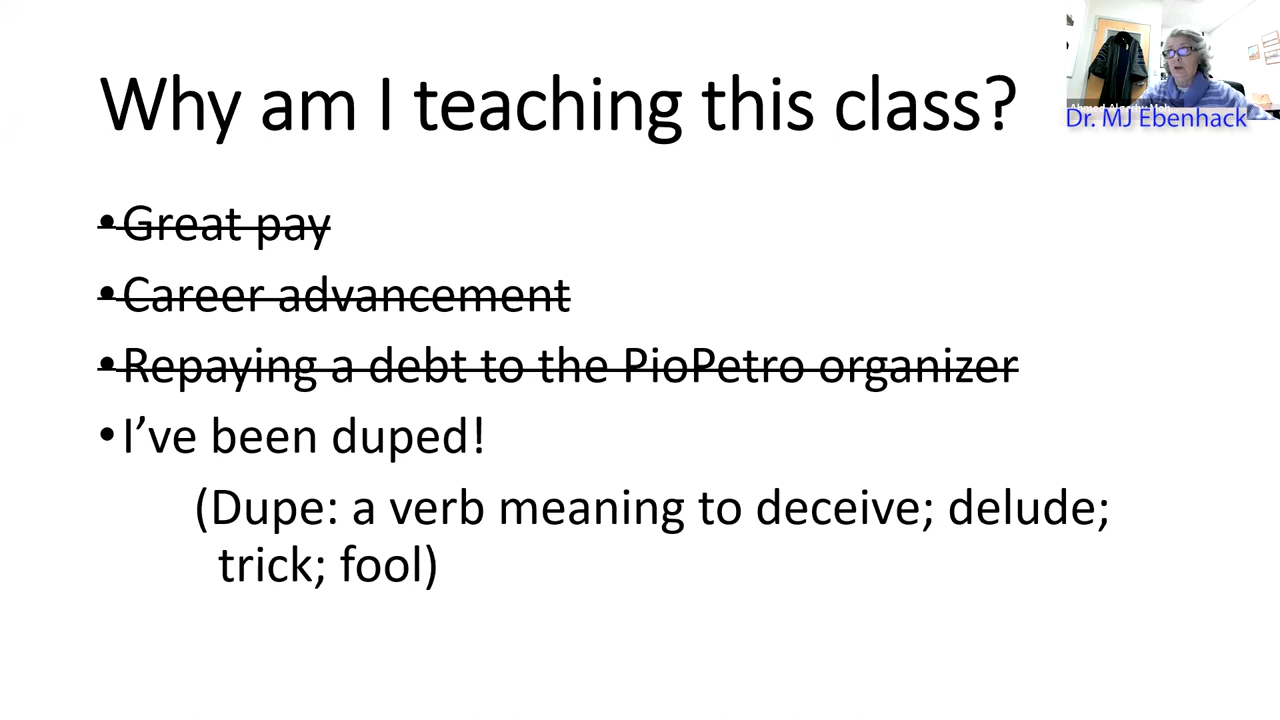 Why am I teaching this class?
Dr. MJ Ebenhack
• Great pay
• Career advancement
• Repaying a debt to the PioPetro organizer
• I’ve been duped!
(Dupe: a verb meaning to deceive; delude;
trick; fool)